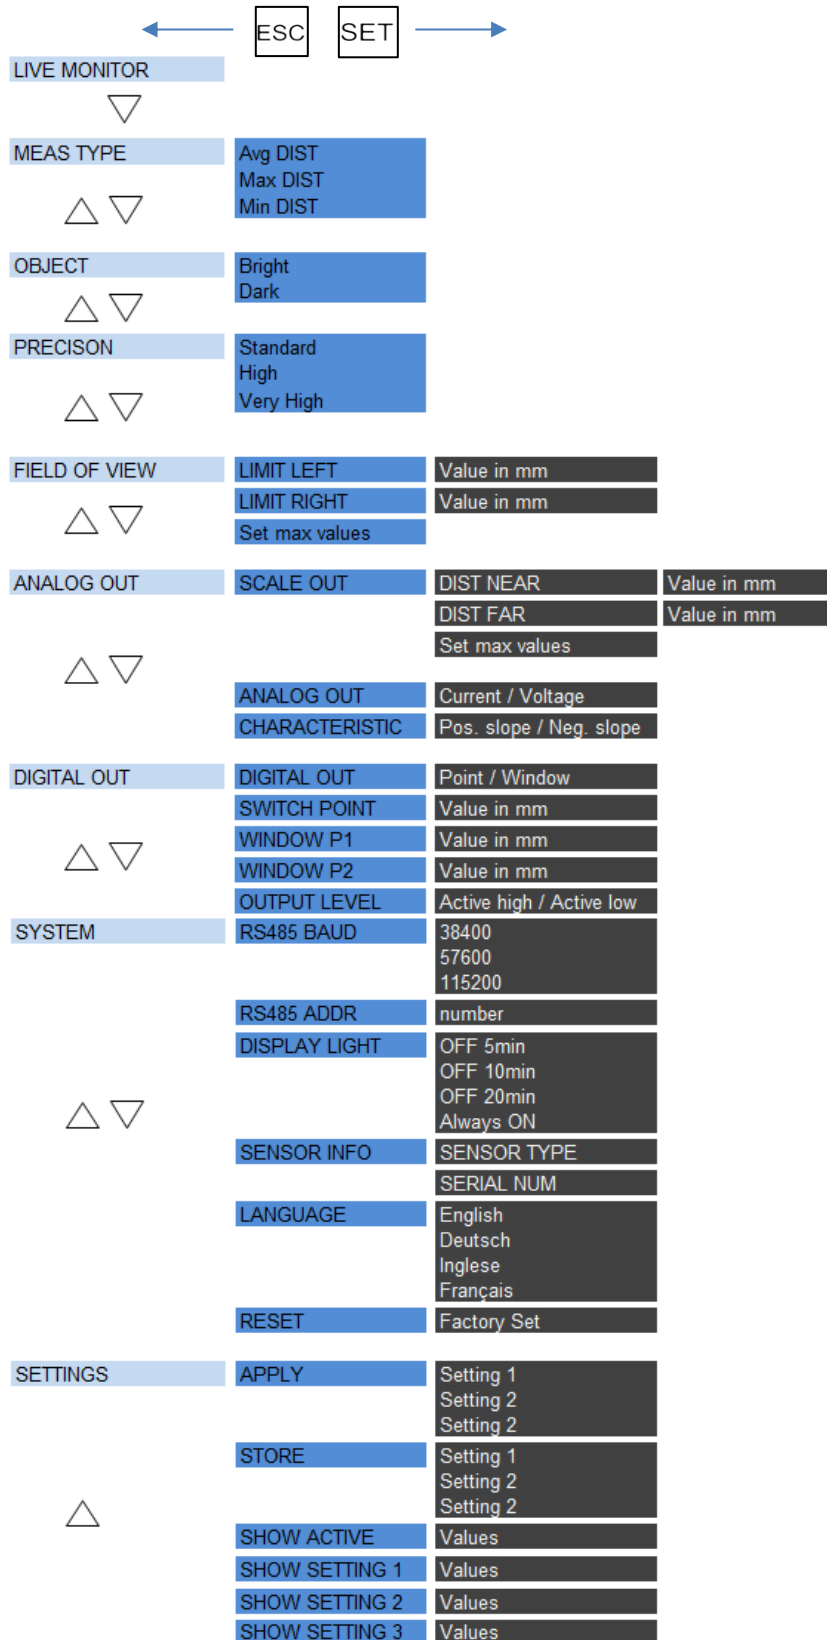 ESC SET
LIVE MONITOR
MEAS TYPE Avg DIST
Max DIST
Min DIST
OBJECT Bright
Dark
PRECISON Standard
High
Very High
FIELD OF VIEW LIMIT LEFT Value in mm
LIMIT RIGHT Value in mm
Set max values
ANALOG OUT SCALE OUT DIST NEAR Value in mm
DIST FAR Value in mm
Set max values
ANALOG OUT Current / Voltage
CHARACTERISTIC Pos. slope / Neg. slope
DIGITAL OUT DIGITAL OUT Point / Window
SWITCH POINT Value in mm
WINDOW P1 Value in mm
WINDOW P2 Value in mm
OUTPUT LEVEL Active high / Active low
SYSTEM RS485 BAUD 38400
57600
115200
RS485 ADDR number
DISPLAY LIGHT OFF 5min
OFF 10min
OFF 20min
Always ON
SENSOR INFO SENSOR TYPE
SERIAL NUM
LANGUAGE English
Deutsch
Inglese
Français
RESET Factory Set
SETTINGS APPLY Setting 1
Setting 2
Setting 2
STORE Setting 1
Setting 2
Setting 2
SHOW ACTIVE Values
SHOW SETTING 1 Values
SHOW SETTING 2 Values
SHOW SETTING 3 Values